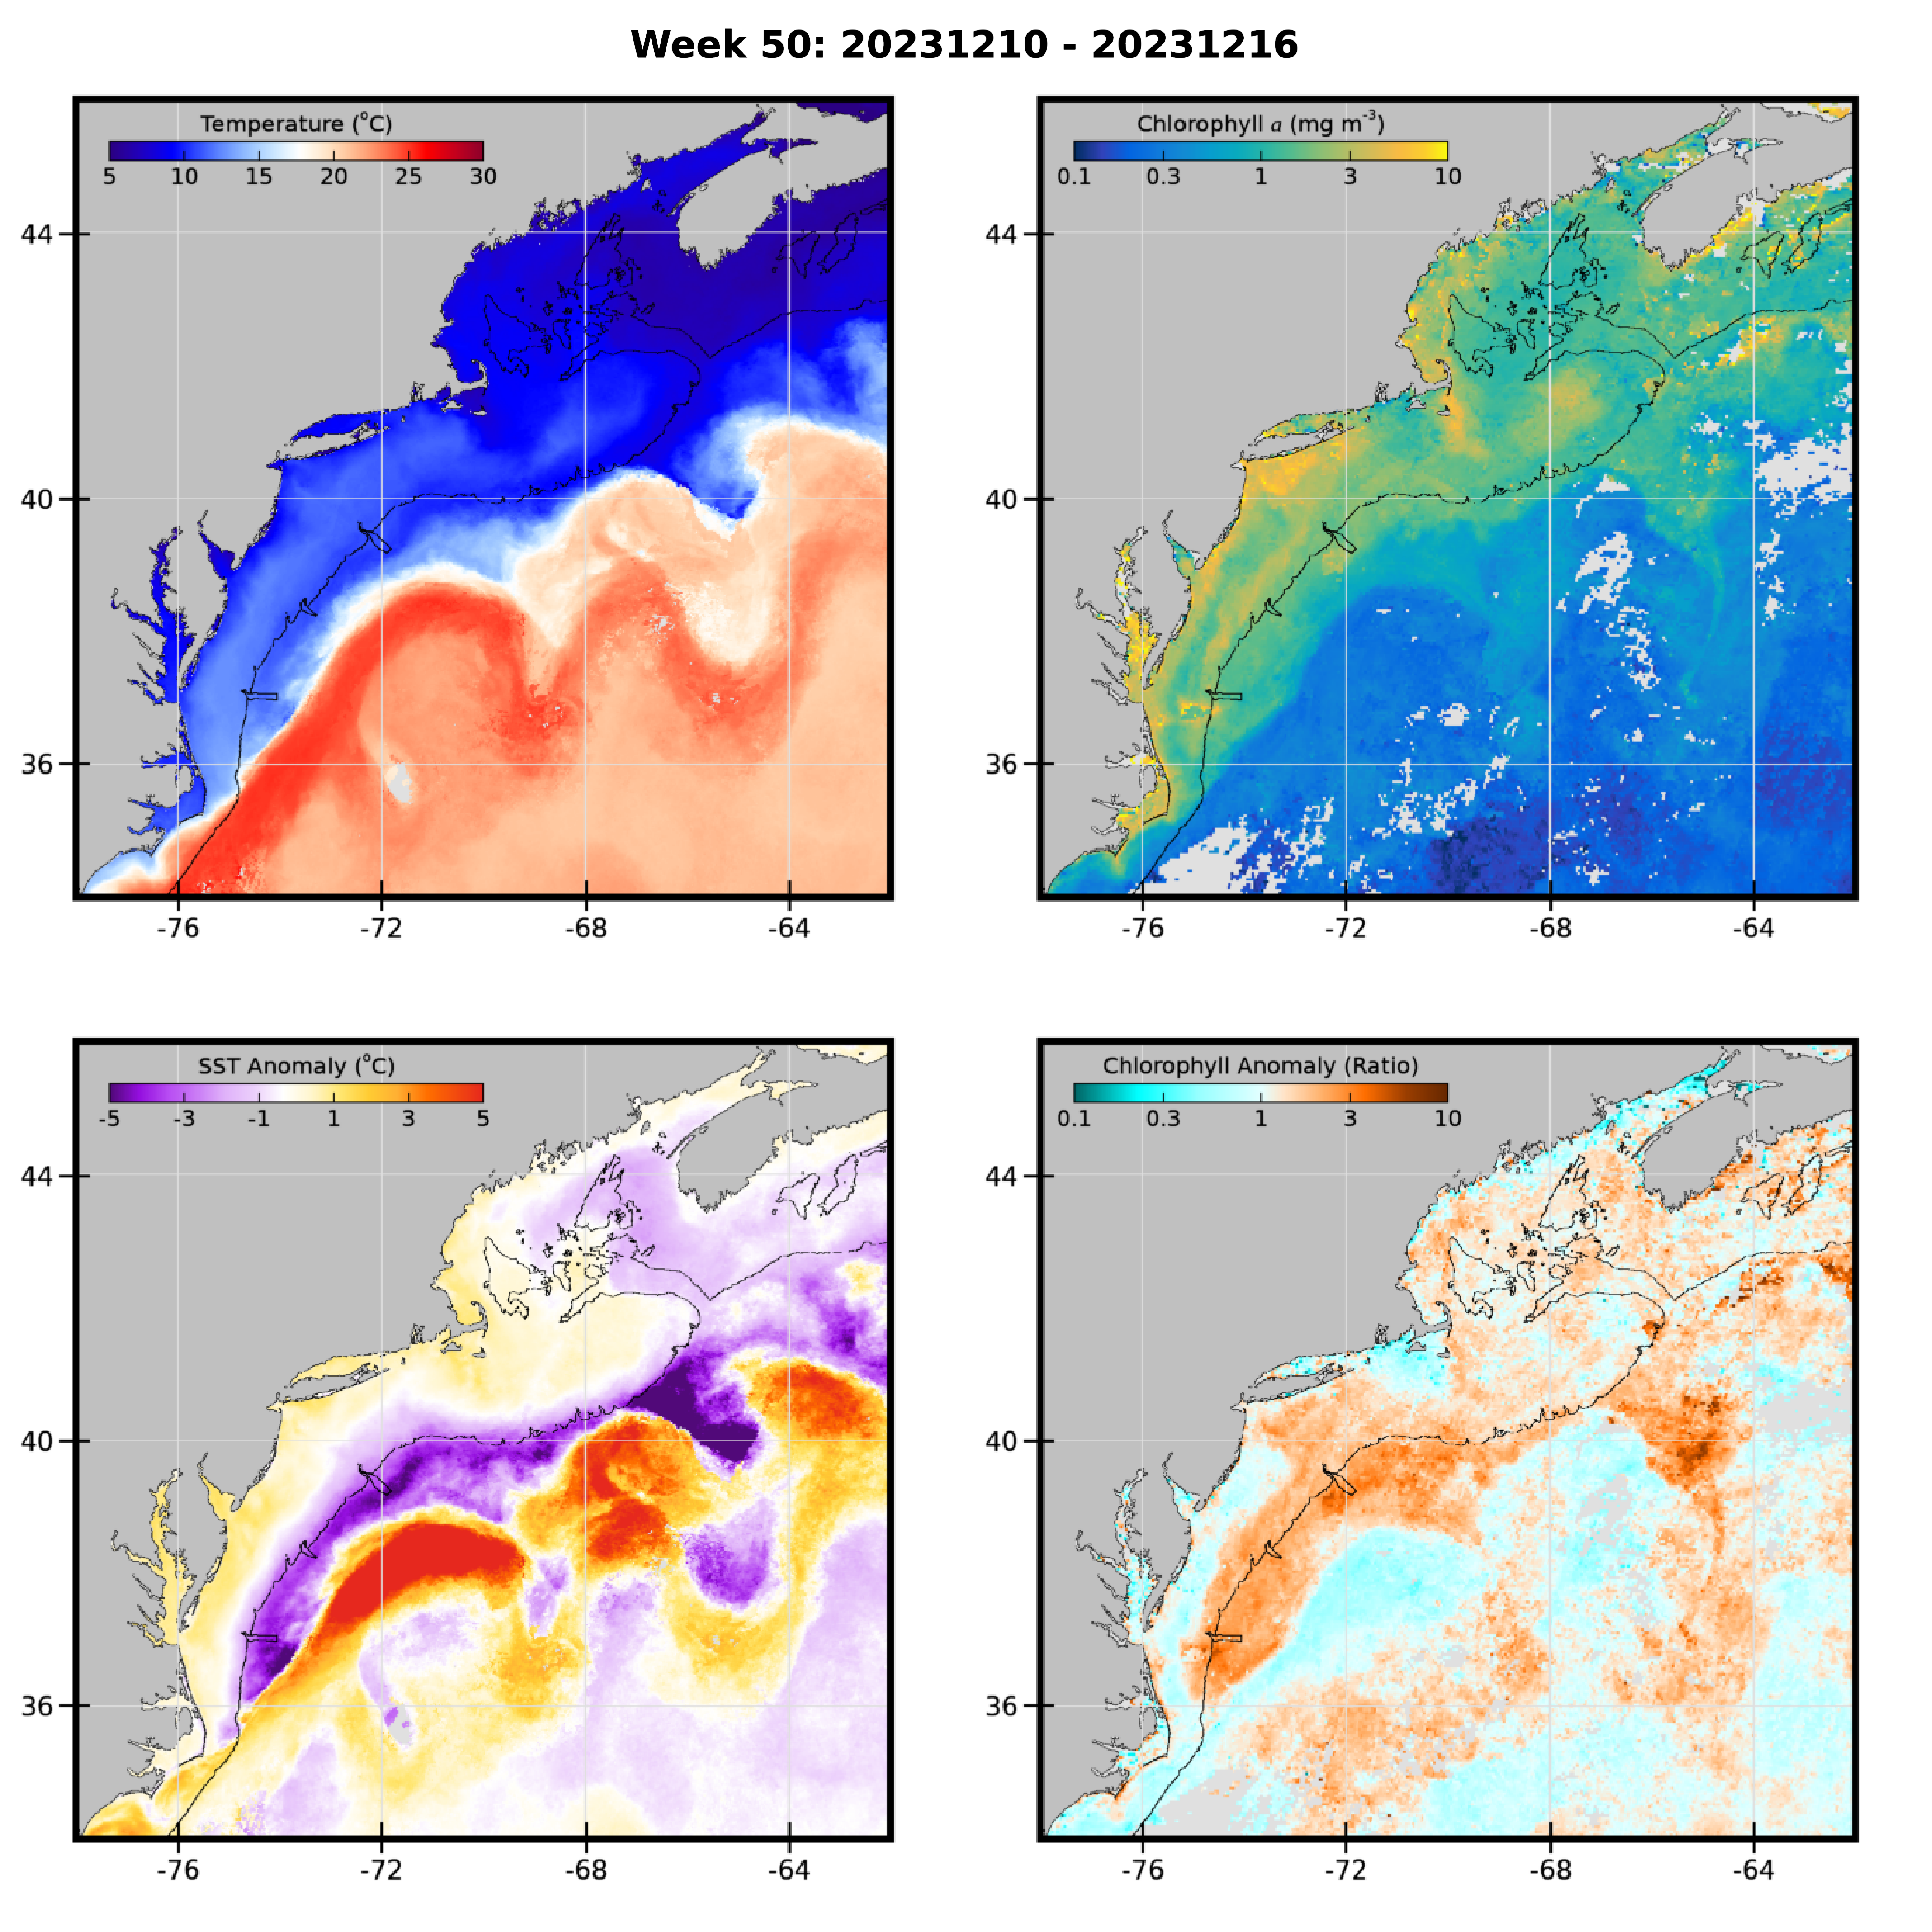 Week 50: 20231210 - 20231216
Temperature (°C)
5 10 15 20 25 30
44
40
36
-76 -72 -68 -64
Chlorophyll a (mg m⁻³)
0.1 0.3 1 3 10
44
40
36
-76 -72 -68 -64
SST Anomaly (°C)
-5 -3 -1 1 3 5
44
40
36
-76 -72 -68 -64
Chlorophyll Anomaly (Ratio)
0.1 0.3 1 3 10
44
40
36
-76 -72 -68 -64